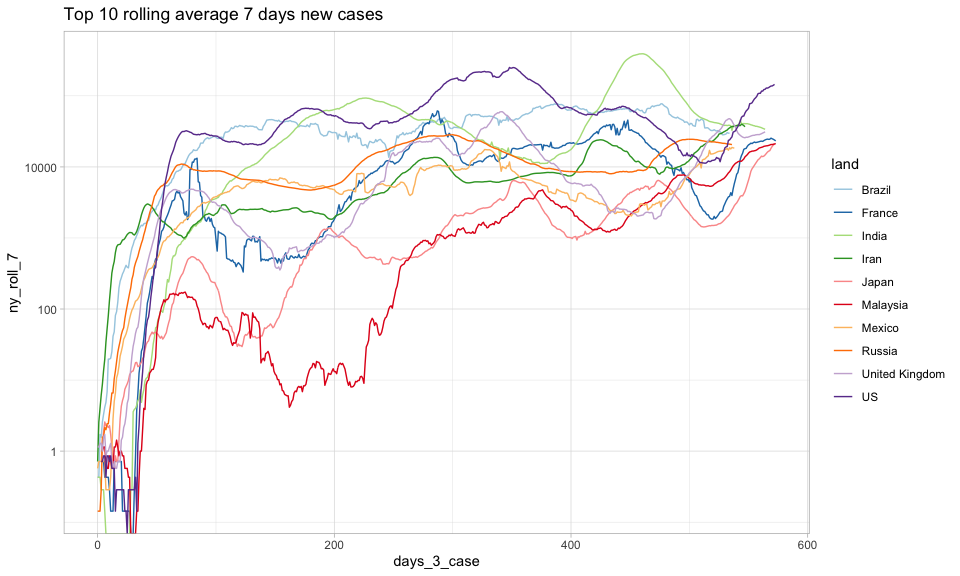 Top 10 rolling average 7 days new cases
10000
100
1
ny_roll_7
0
200
400
600
days_3_case
land
Brazil
France
India
Iran
Japan
Malaysia
Mexico
Russia
United Kingdom
US